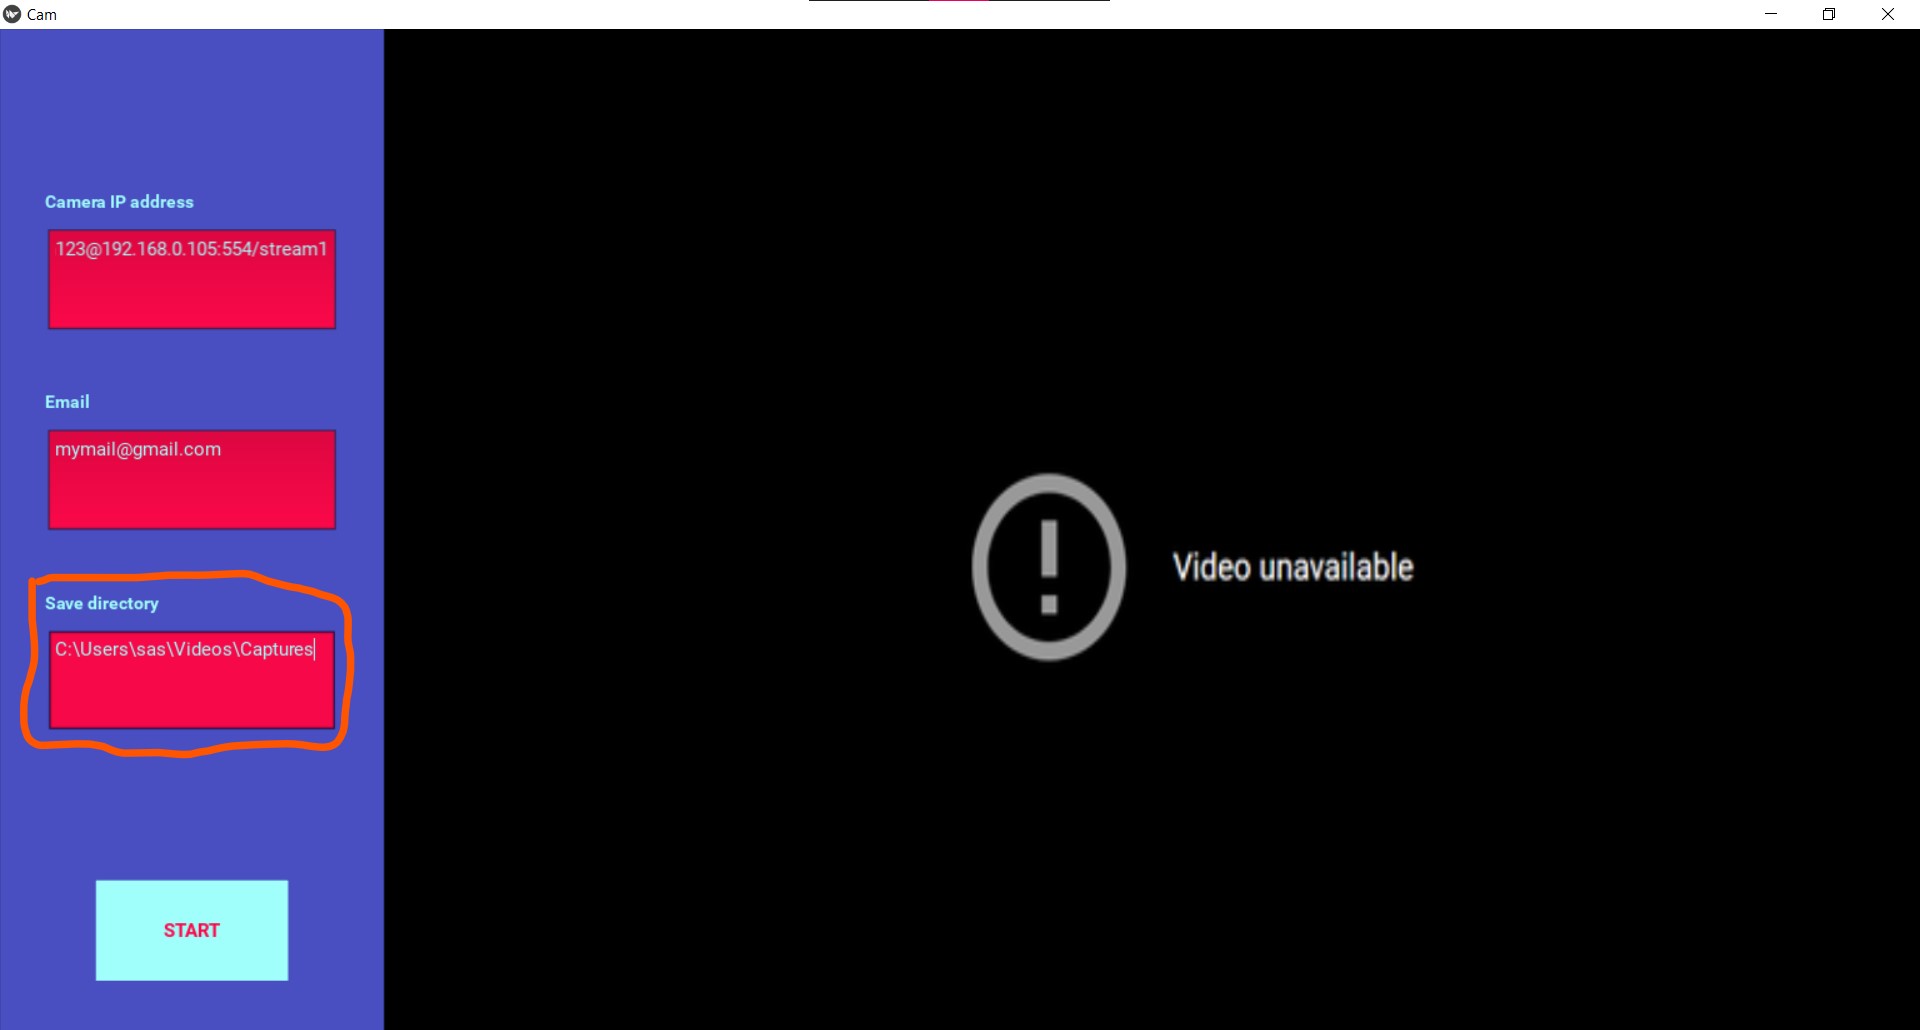 Cam
Camera IP address
123@192.168.0.105:554/stream1
Email
mymail@gmail.com
Save directory
C:\Users\sas\Videos\Captures
START
Video unavailable